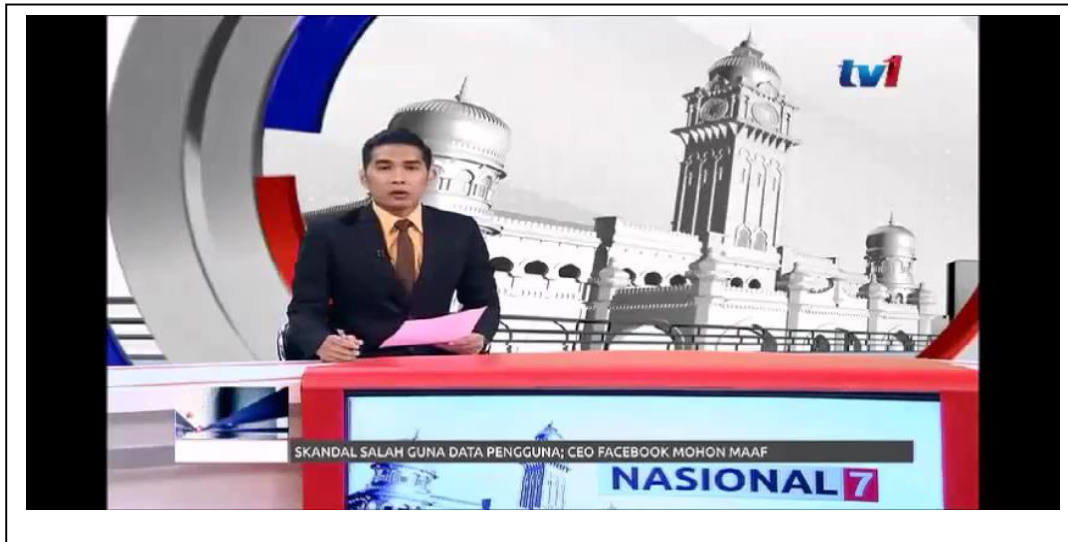 tv1
SKANDAL SALAH GUNA DATA PENGGUNA; CEO FACEBOOK MOHON MAAF
NASIONAL 7